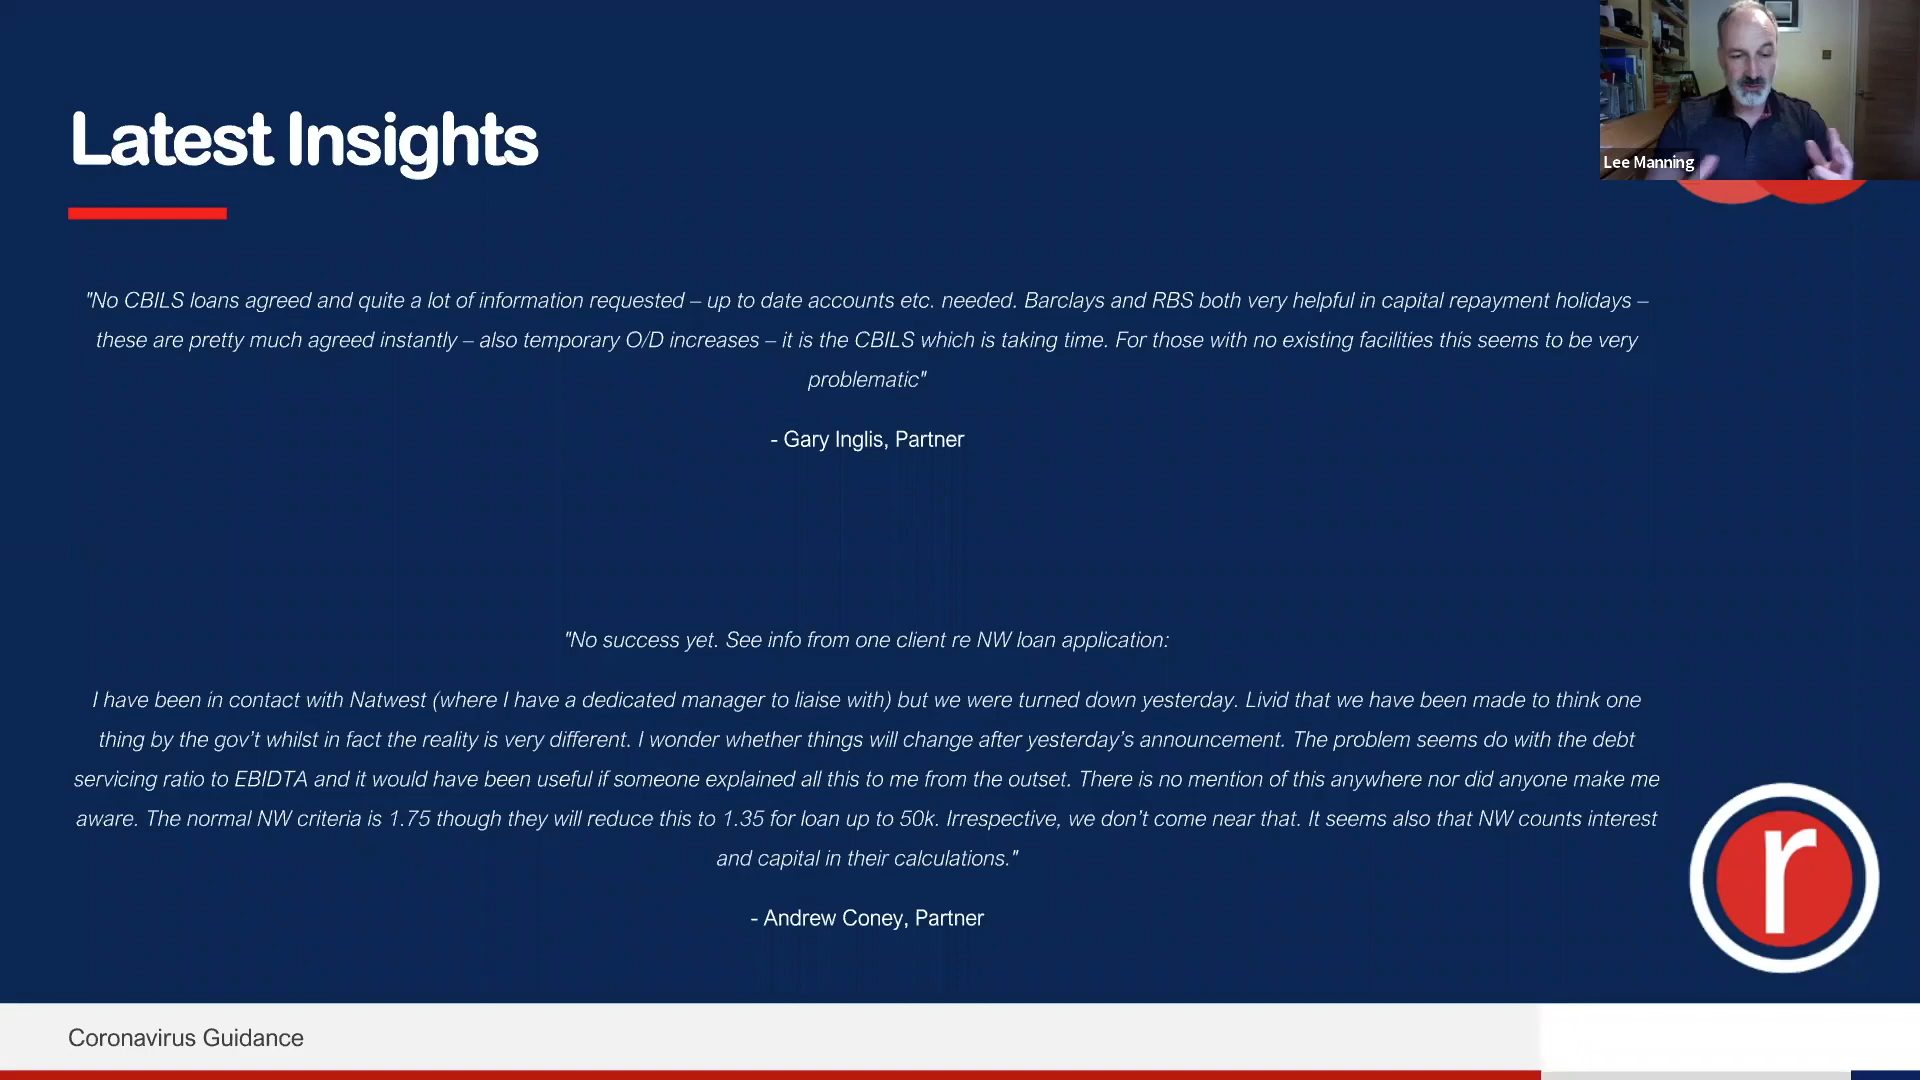 Latest Insights
Lee Manning
"No CBILS loans agreed and quite a lot of information requested – up to date accounts etc. needed. Barclays and RBS both very helpful in capital repayment holidays –
these are pretty much agreed instantly – also temporary O/D increases – it is the CBILS which is taking time. For those with no existing facilities this seems to be very
problematic"
- Gary Inglis, Partner
"No success yet. See info from one client re NW loan application:
I have been in contact with Natwest (where I have a dedicated manager to liaise with) but we were turned down yesterday. Livid that we have been made to think one
thing by the gov’t whilst in fact the reality is very different. I wonder whether things will change after yesterday’s announcement. The problem seems do with the debt
servicing ratio to EBIDTA and it would have been useful if someone explained all this to me from the outset. There is no mention of this anywhere nor did anyone make me
aware. The normal NW criteria is 1.75 though they will reduce this to 1.35 for loan up to 50k. Irrespective, we don’t come near that. It seems also that NW counts interest
and capital in their calculations."
- Andrew Coney, Partner
r
Coronavirus Guidance